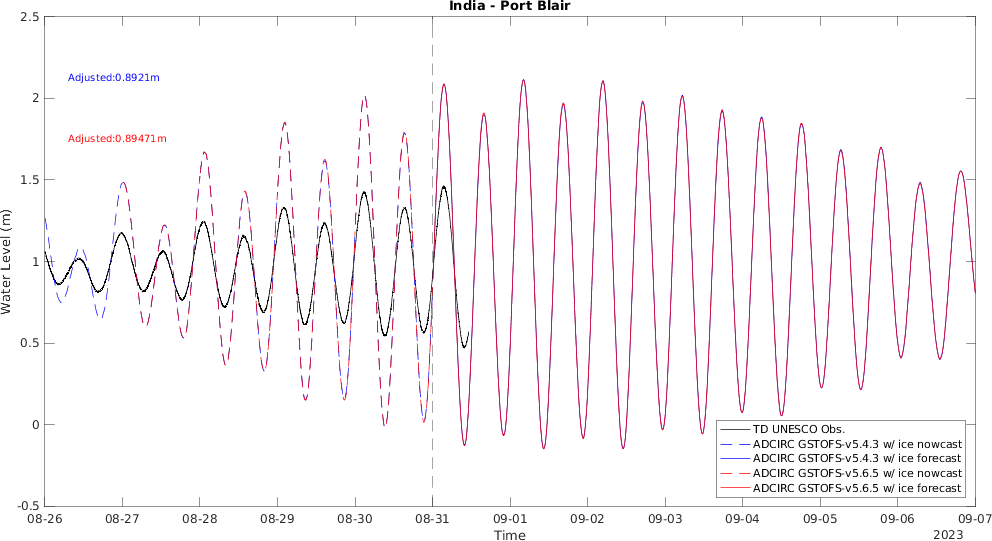 India - Port Blair
Adjusted:0.8921m
Adjusted:0.89471m
Water Level (m)
2.5
2
1.5
1
0.5
0
-0.5
TD UNESCO Obs.
ADCIRC GSTOFS-v5.4.3 w/ ice nowcast
ADCIRC GSTOFS-v5.4.3 w/ ice forecast
ADCIRC GSTOFS-v5.6.5 w/ ice nowcast
ADCIRC GSTOFS-v5.6.5 w/ ice forecast
08-26 08-27 08-28 08-29 08-30 08-31 09-01 09-02 09-03 09-04 09-05 09-06 09-07
Time
2023